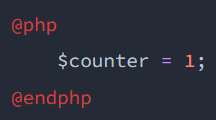 @php
    $counter = 1;
@endphp